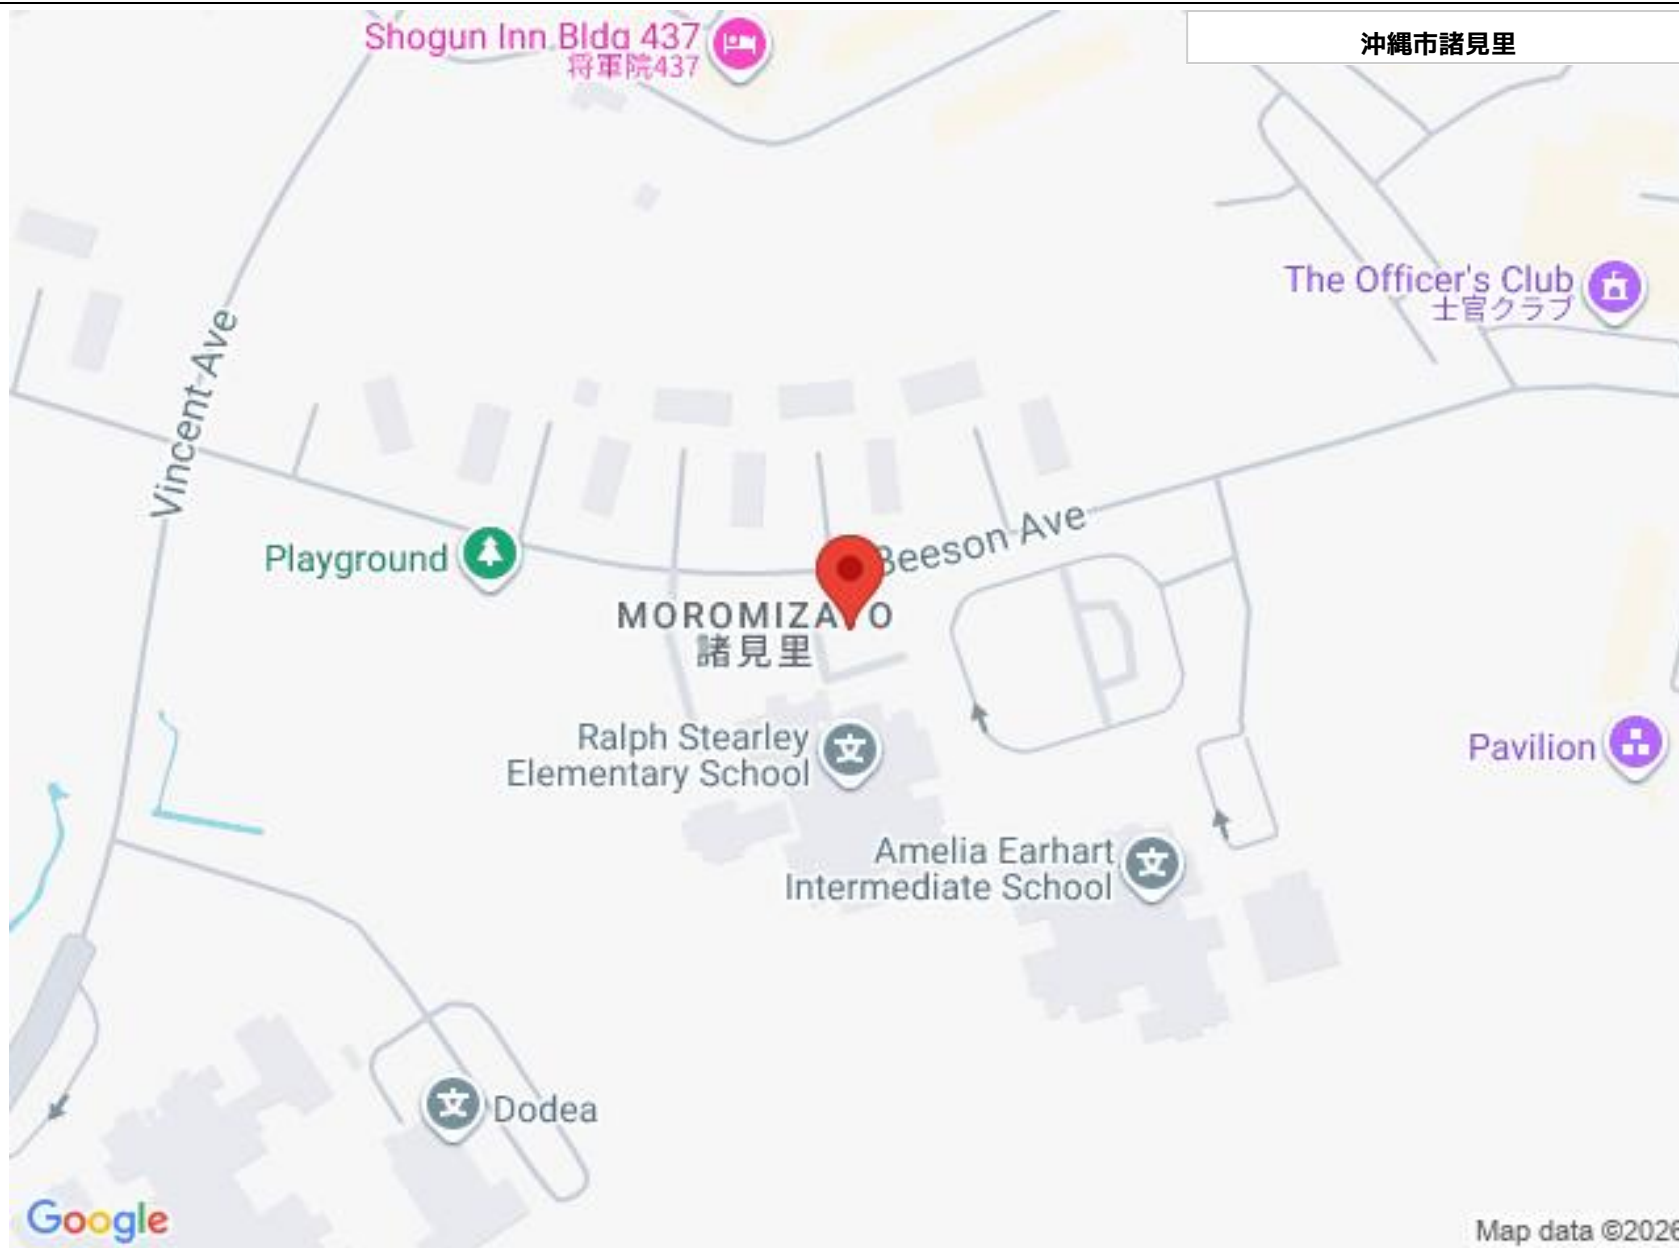 Shogun Inn Bldg 437
将軍院437
沖縄市諸見里
The Officer's Club
士官クラブ
Vincent Ave
Beeson Ave
Playground
MOROMIZATO
諸見里
Ralph Stearley
Elementary School
Pavilion
Amelia Earhart
Intermediate School
Dodea
Google
Map data ©2026